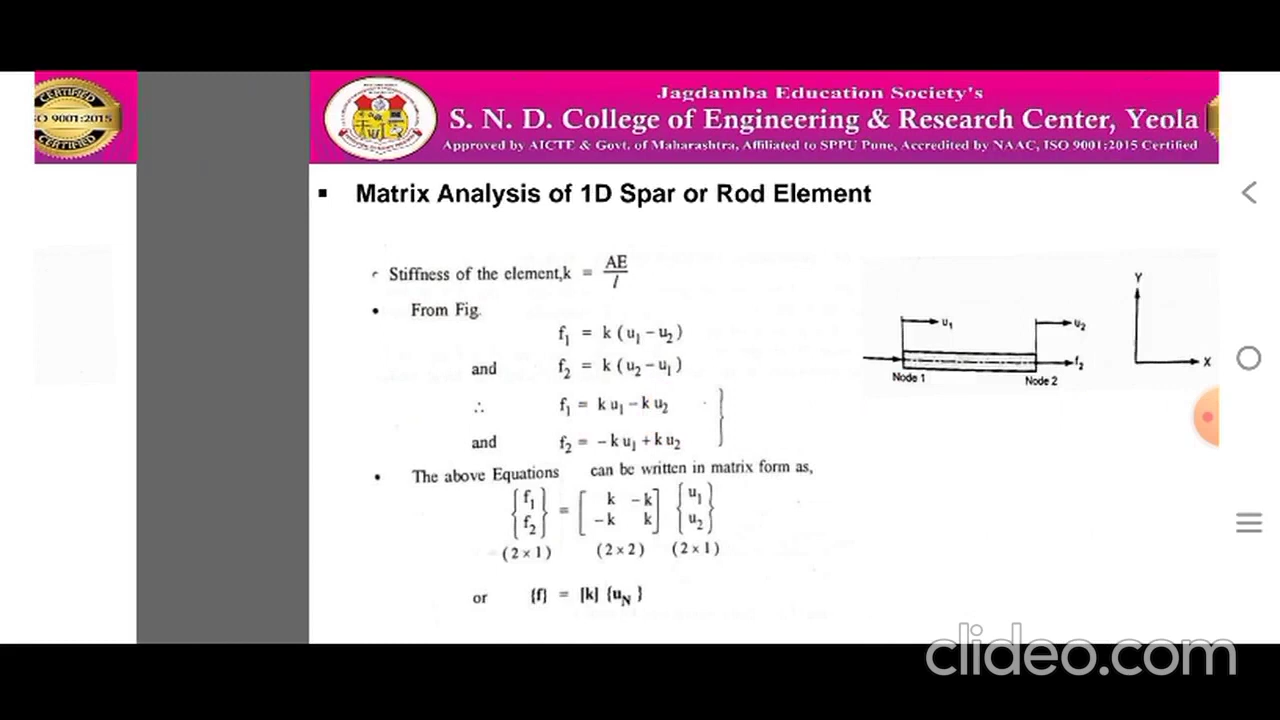 CERTIFIED
SO 9001:2015
CERTIFIED
Jagdamba Education Society's
S. N. D. College of Engineering & Research Center, Yeola
Approved by AICTE & Govt. of Maharashtra, Affiliated to SPPU Pune, Accredited by NAAC, ISO 9001:2015 Certified
▪ Matrix Analysis of 1D Spar or Rod Element
Stiffness of the element,k = AE/l
• From Fig.
f₁ = k ( u₁ − u₂ )
and f₂ = k ( u₂ − u₁ )
∴ f₁ = k u₁ − k u₂
and f₂ = − k u₁ + k u₂ }
• The above Equations can be written in matrix form as,
{f₁ f₂} = [k −k −k k] {u₁ u₂}
( 2 × 1 ) ( 2 × 2 ) ( 2 × 1 )
or {f} = [k] {u_N }
u₁
u₂
f₂
Node 1
Node 2
Y
X
clideo.com